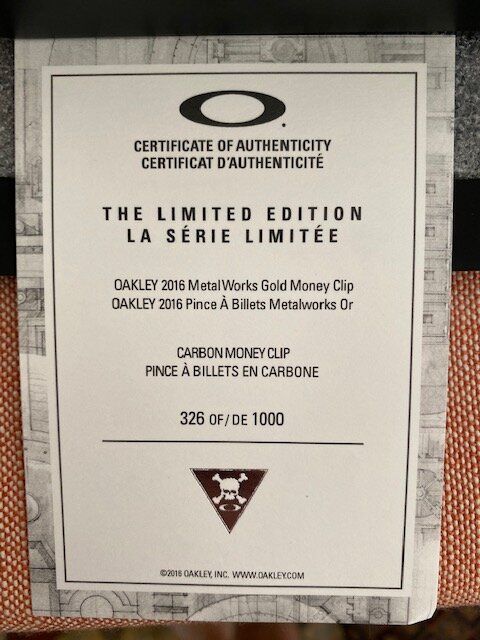 CERTIFICATE OF AUTHENTICITY
CERTIFICAT D'AUTHENTICITÉ
THE LIMITED EDITION
LA SÉRIE LIMITÉE
OAKLEY 2016 MetalWorks Gold Money Clip
OAKLEY 2016 Pince À Billets Metalworks Or
CARBON MONEY CLIP
PINCE À BILLETS EN CARBONE
326 OF/DE 1000
©2016 OAKLEY, INC. WWW.OAKLEY.COM